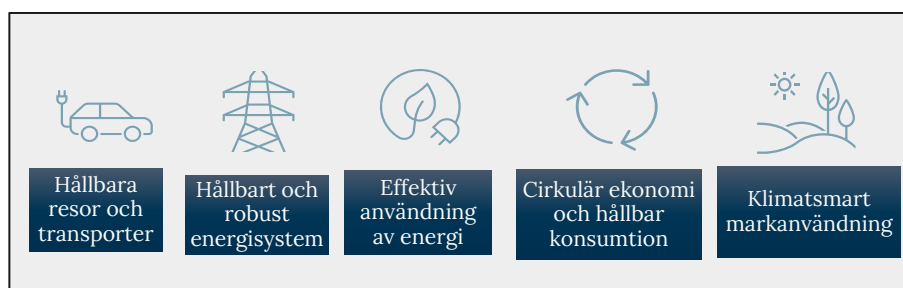 Hållbara
resor och
transporter
Hållbart och
robust
energisystem
Effektiv
användning
av energi
Cirkulär ekonomi
och hållbar
konsumtion
Klimatsmart
markanvändning